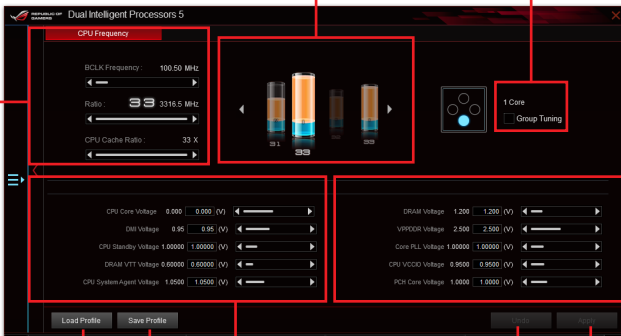 REPUBLIC OF GAMERS Dual Intelligent Processors 5
CPU Frequency
BCLK Frequency : 100.50 MHz
Ratio : 33 3316.5 MHz
CPU Cache Ratio : 33 X
31 33 33
1 Core
Group Tuning
CPU Core Voltage 0.000 0.000 (V)
DMI Voltage 0.95 0.95 (V)
CPU Standby Voltage 1.00000 1.00000 (V)
DRAM VTT Voltage 0.60000 0.60000 (V)
CPU System Agent Voltage 1.0500 1.0500 (V)
DRAM Voltage 1.200 1.200 (V)
VPPDDR Voltage 2.500 2.500 (V)
Core PLL Voltage 1.00000 1.00000 (V)
CPU VCCIO Voltage 0.9500 0.9500 (V)
PCH Core Voltage 1.0000 1.0000 (V)
Load Profile Save Profile Undo Apply